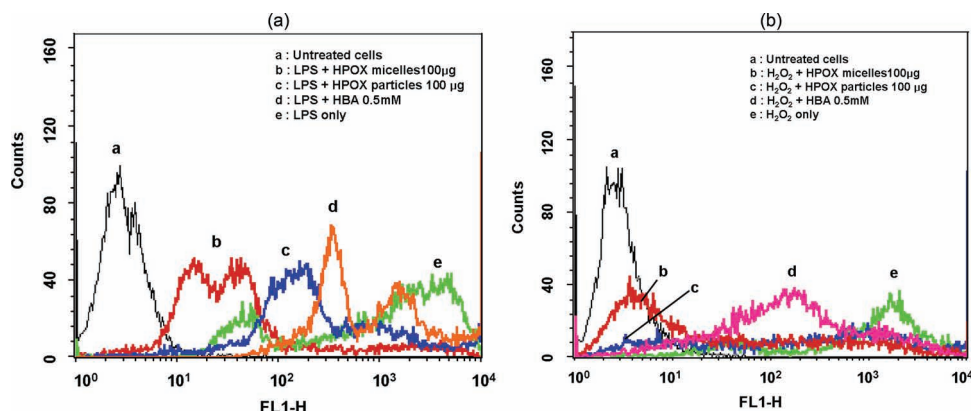 (a)
160
120
80
40
0
Counts
a : Untreated cells
b : LPS + HPOX micelles100µg
c : LPS + HPOX particles 100 µg
d : LPS + HBA 0.5mM
e : LPS only
a
b
c
d
e
10⁰
10¹
10²
10³
10⁴
FL1-H
(b)
160
120
80
40
0
Counts
a : Untreated cells
b : H₂O₂ + HPOX micelles100µg
c : H₂O₂ + HPOX particles 100 µg
d : H₂O₂ + HBA 0.5mM
e : H₂O₂ only
a
b
c
d
e
10⁰
10¹
10²
10³
10⁴
FL1-H